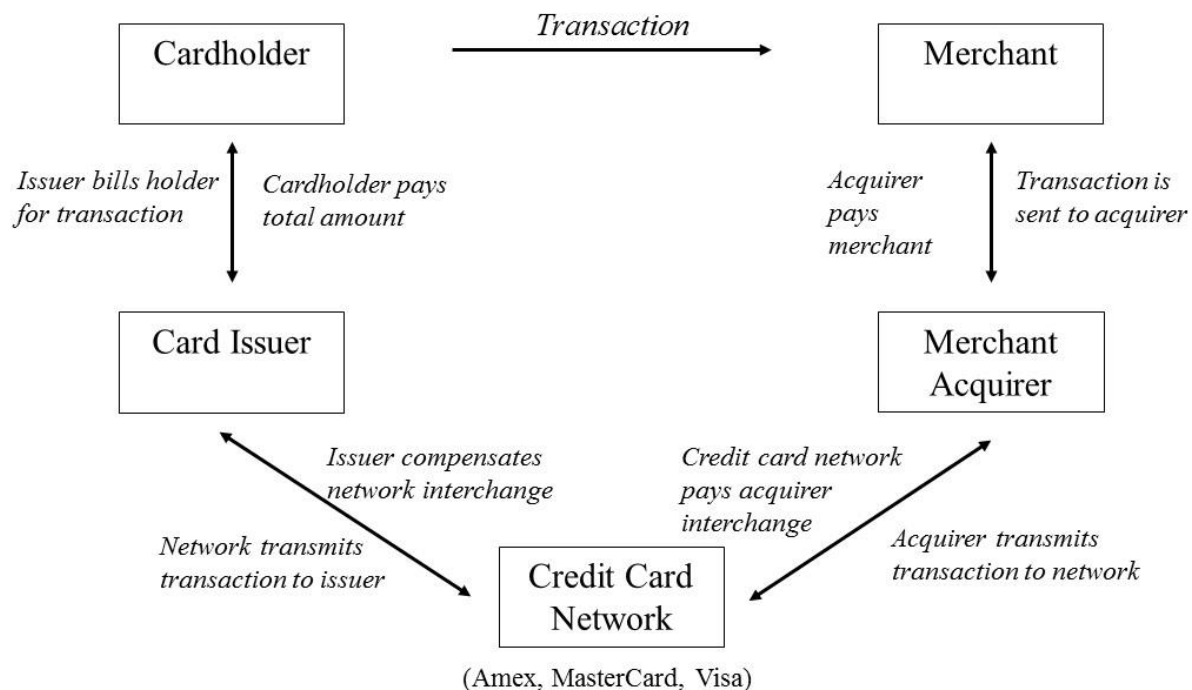 Transaction
Cardholder
Merchant
Issuer bills holder
for transaction
Cardholder pays
total amount
Acquirer
pays
merchant
Transaction is
sent to acquirer
Card Issuer
Merchant
Acquirer
Issuer compensates
network interchange
Credit card network
pays acquirer
interchange
Network transmits
transaction to issuer
Acquirer transmits
transaction to network
Credit Card
Network
(Amex, MasterCard, Visa)